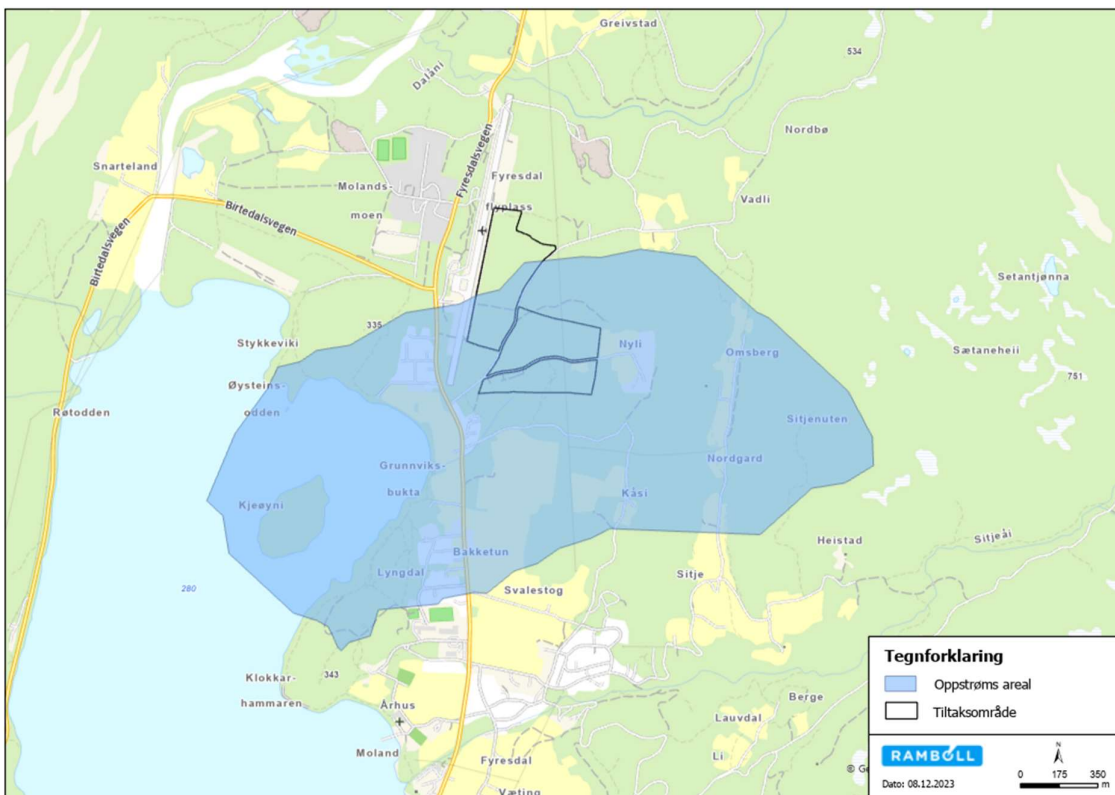 Greivstad
534
Dalåni
Nordbø
Snarteland
Fyresdalsvegen
Fyresdal
flyplass
Molands-
moen
Vadli
Birtedalsvegen
Birtedalsvegen
Setantjønna
335
Stykkeviki
Nyli
Omsberg
Sætaneheii
751
Øysteins-
odden
Røtodden
Sitjenuten
Grunnviks-
bukta
Nordgard
Kåsi
Kjeøyni
Bakketun
Heistad
Sitjeåi
Lyngdal
Sitje
280
Svalestog
343
Klokkar-
hammaren
Århus
Berge
Lauvdal
Li
Moland
Fyresdal
Væting
Tegnforklaring
Oppstrøms areal
Tiltaksområde
RAMBOLL
N
Dato: 08.12.2023
0 175 350
m